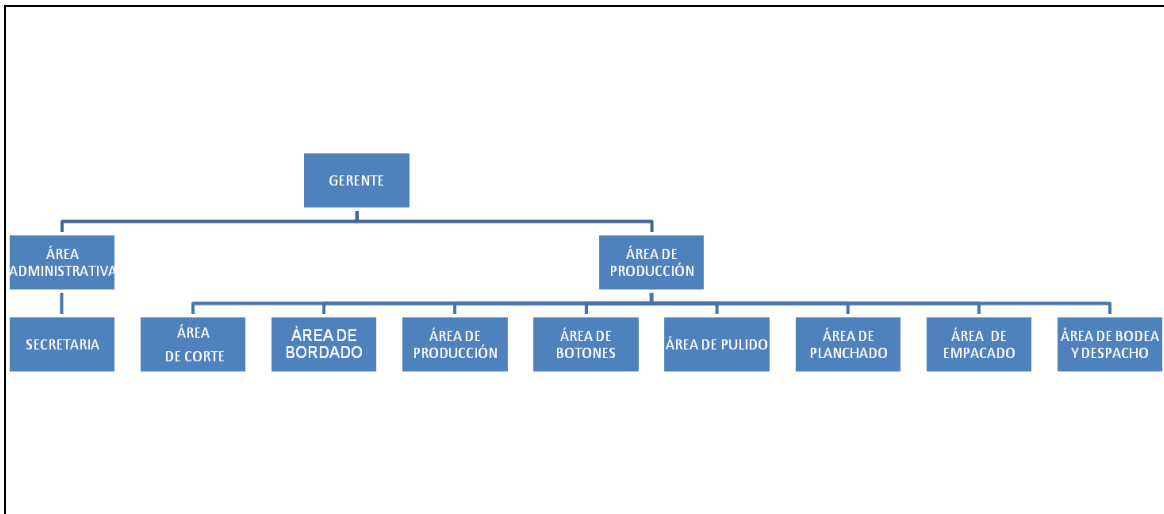 GERENTE
ÁREA
ADMINISTRATIVA
ÁREA DE
PRODUCCIÓN
SECRETARIA
ÁREA
DE CORTE
ÀREA DE
BORDADO
ÁREA DE
PRODUCCIÓN
ÁREA DE
BOTONES
ÁREA DE PULIDO
ÁREA DE
PLANCHADO
ÁREA DE
EMPACADO
ÁREA DE BODEA
Y DESPACHO